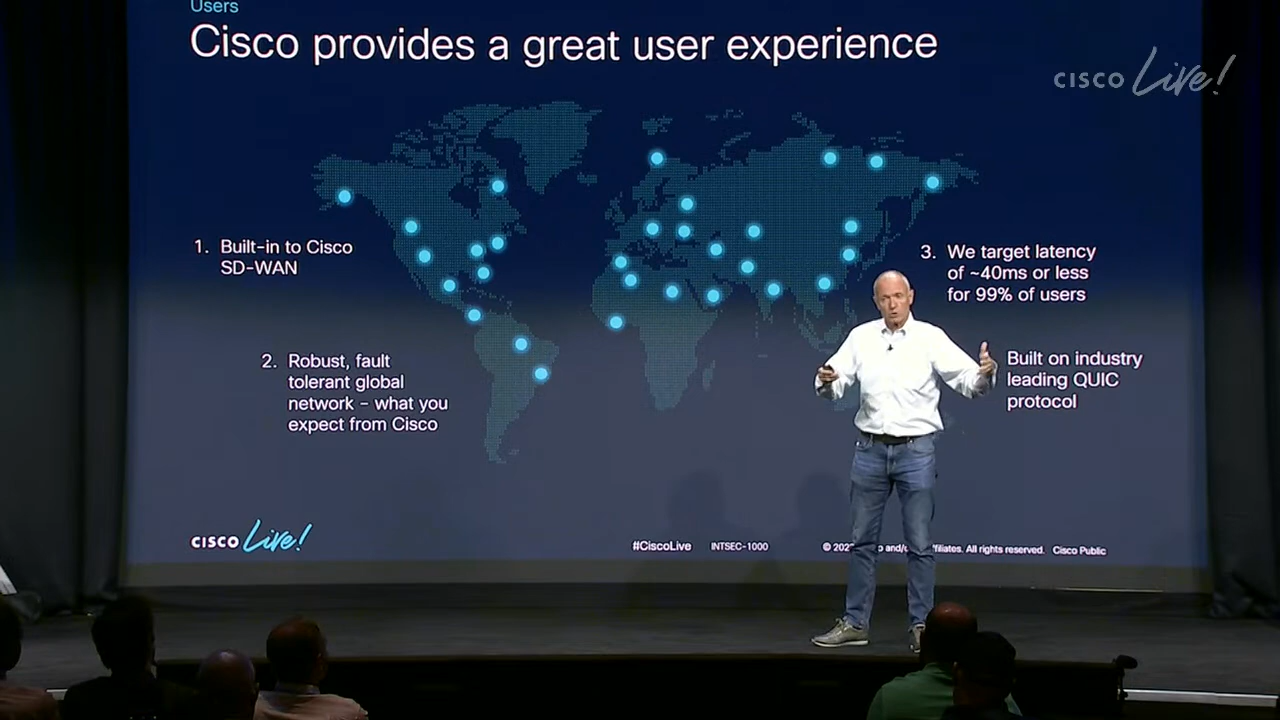 Users
Cisco provides a great user experience
CISCO Live!
1. Built-in to Cisco
SD-WAN
2. Robust, fault
tolerant global
network – what you
expect from Cisco
3. We target latency
of ~40ms or less
for 99% of users
Built on industry
leading QUIC
protocol
CISCO Live!
#CiscoLive INTSEC-1000 © and/ All rights reserved. Cisco Public